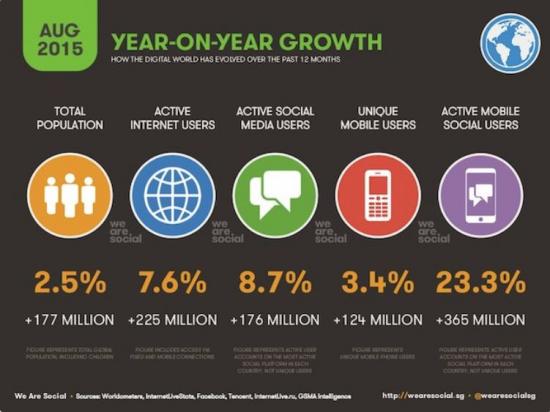 AUG
2015
YEAR-ON-YEAR GROWTH
HOW THE DIGITAL WORLD HAS EVOLVED OVER THE PAST 12 MONTHS
TOTAL
POPULATION
ACTIVE
INTERNET USERS
ACTIVE SOCIAL
MEDIA USERS
UNIQUE
MOBILE USERS
ACTIVE MOBILE
SOCIAL USERS
we
are
social
we
are
social
we
are
social
we
are
social
2.5%
7.6%
8.7%
3.4%
23.3%
+177 MILLION
+225 MILLION
+176 MILLION
+124 MILLION
+365 MILLION
FIGURE REPRESENTS TOTAL GLOBAL
POPULATION, INCLUDING CHILDREN
FIGURE INCLUDES ACCESS VIA
FIXED AND MOBILE CONNECTIONS
FIGURE REPRESENTS ACTIVE USER
ACCOUNTS ON THE MOST ACTIVE
SOCIAL PLATFORM IN EACH
COUNTRY, NOT UNIQUE USERS
FIGURE REPRESENTS
UNIQUE MOBILE PHONE USERS
FIGURE REPRESENTS ACTIVE USER
ACCOUNTS ON THE MOST ACTIVE
SOCIAL PLATFORM IN EACH
COUNTRY, NOT UNIQUE USERS
We Are Social • Sources: Worldometers, InternetLiveStats, Facebook, Tencent, InternetLive.ru, GSMA Intelligence
http://wearesocial.sg • @wearesocialsg